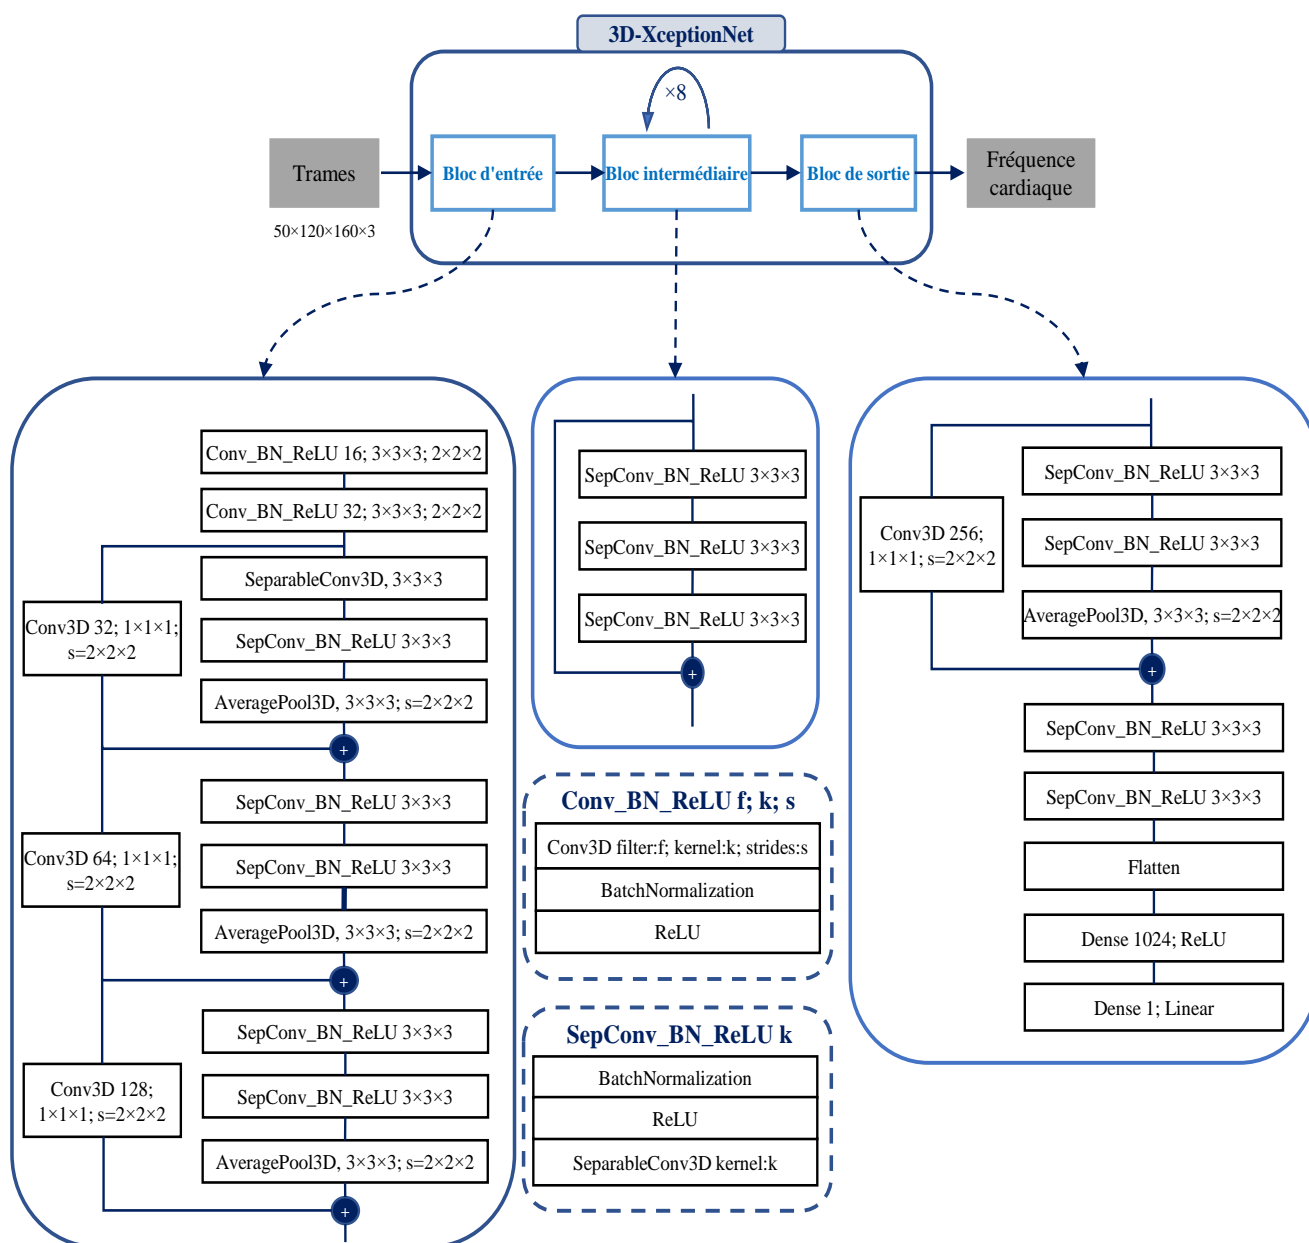 3D-XceptionNet
×8
Trames
Bloc d'entrée
Bloc intermédiaire
Bloc de sortie
Fréquence
cardiaque
50×120×160×3
Conv_BN_ReLU 16; 3×3×3; 2×2×2
Conv_BN_ReLU 32; 3×3×3; 2×2×2
SeparableConv3D, 3×3×3
Conv3D 32; 1×1×1;
s=2×2×2
SepConv_BN_ReLU 3×3×3
AveragePool3D, 3×3×3; s=2×2×2
+
SepConv_BN_ReLU 3×3×3
Conv3D 64; 1×1×1;
s=2×2×2
SepConv_BN_ReLU 3×3×3
AveragePool3D, 3×3×3; s=2×2×2
+
SepConv_BN_ReLU 3×3×3
Conv3D 128;
1×1×1; s=2×2×2
SepConv_BN_ReLU 3×3×3
AveragePool3D, 3×3×3; s=2×2×2
+
SepConv_BN_ReLU 3×3×3
SepConv_BN_ReLU 3×3×3
SepConv_BN_ReLU 3×3×3
+
Conv_BN_ReLU f; k; s
Conv3D filter:f; kernel:k; strides:s
BatchNormalization
ReLU
SepConv_BN_ReLU k
BatchNormalization
ReLU
SeparableConv3D kernel:k
SepConv_BN_ReLU 3×3×3
Conv3D 256;
1×1×1; s=2×2×2
SepConv_BN_ReLU 3×3×3
AveragePool3D, 3×3×3; s=2×2×2
+
SepConv_BN_ReLU 3×3×3
SepConv_BN_ReLU 3×3×3
Flatten
Dense 1024; ReLU
Dense 1; Linear